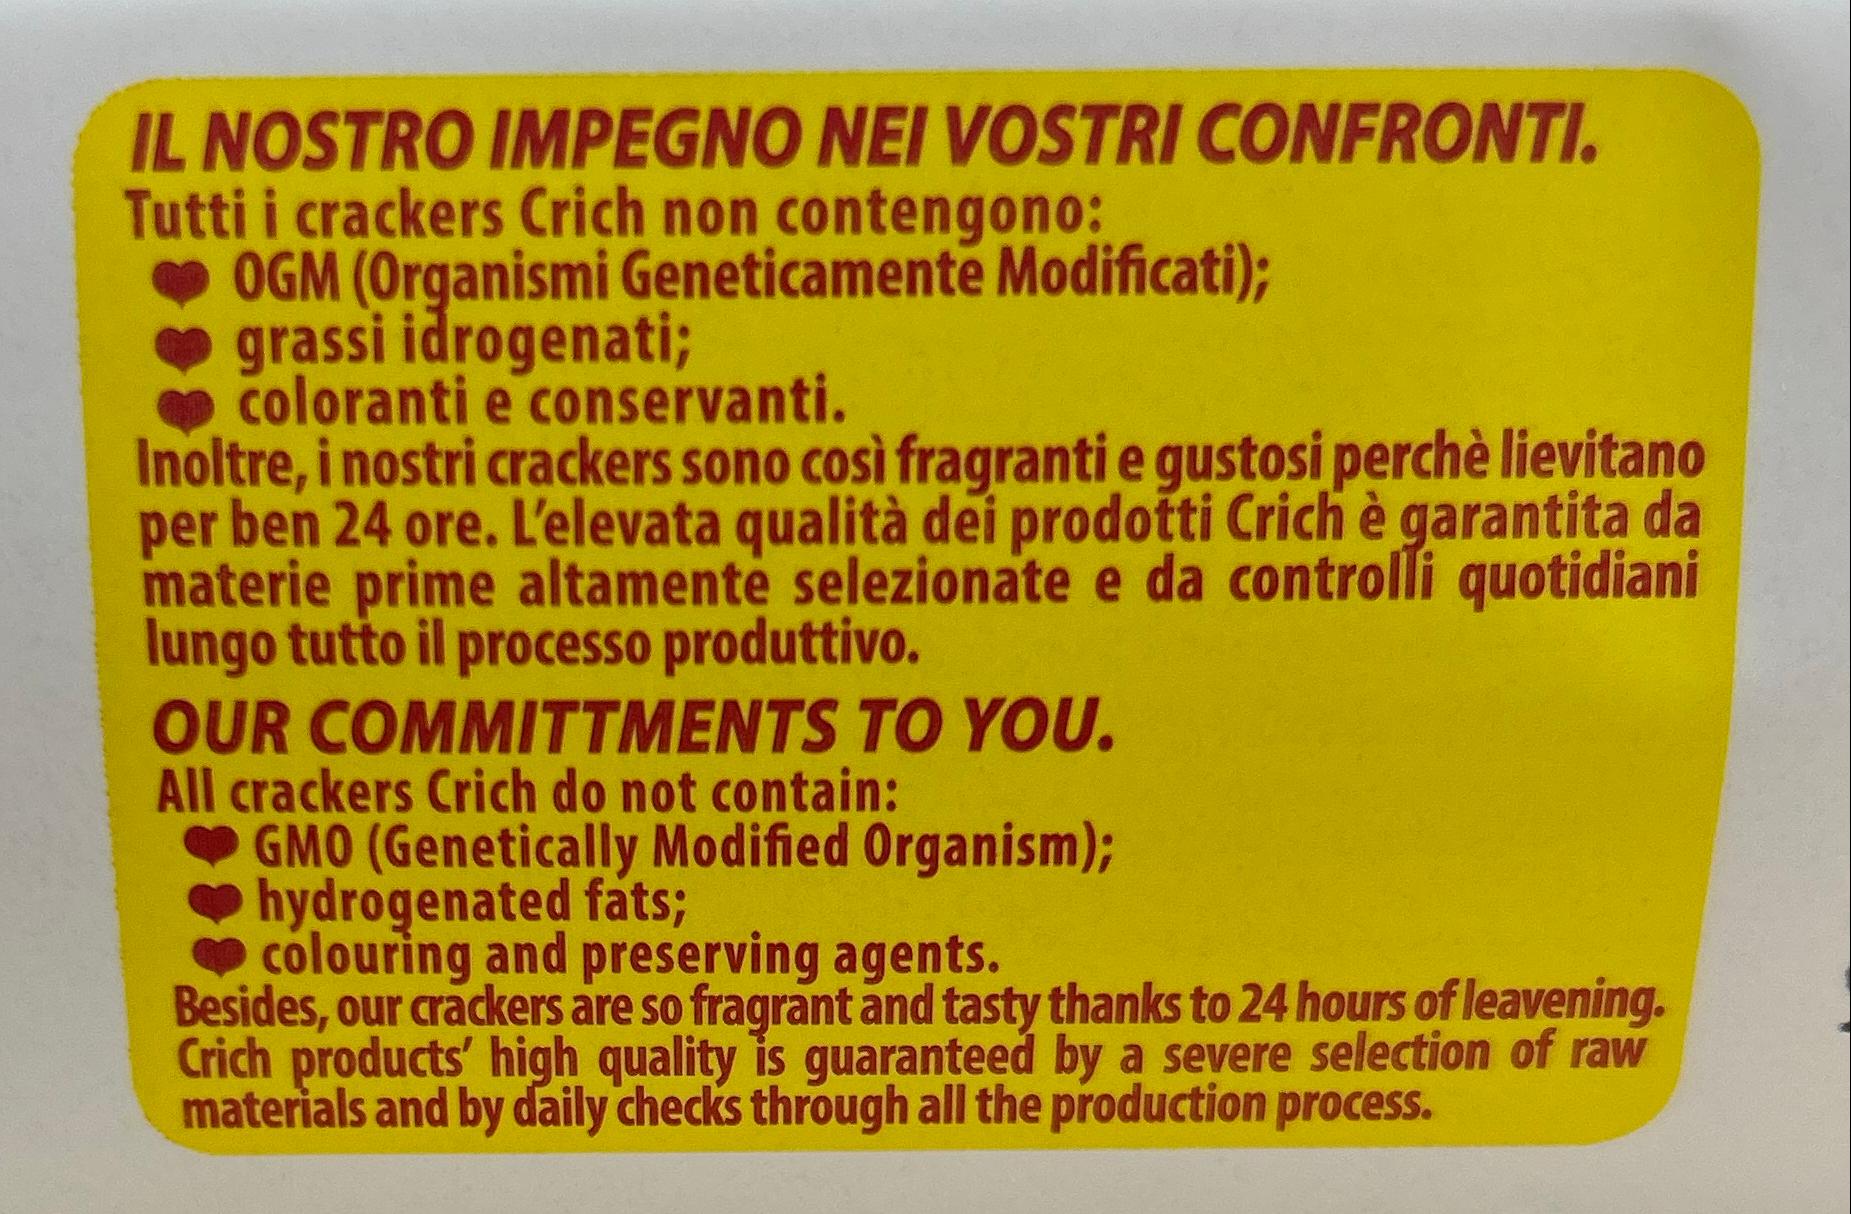 IL NOSTRO IMPEGNO NEI VOSTRI CONFRONTI.
Tutti i crackers Crich non contengono:
OGM (Organismi Geneticamente Modificati);
grassi idrogenati;
coloranti e conservanti.
Inoltre, i nostri crackers sono così fragranti e gustosi perchè lievitano
per ben 24 ore. L'elevata qualità dei prodotti Crich è garantita da
materie prime altamente selezionate e da controlli quotidiani
lungo tutto il processo produttivo.
OUR COMMITTMENTS TO YOU.
All crackers Crich do not contain:
GMO (Genetically Modified Organism);
hydrogenated fats;
colouring and preserving agents.
Besides, our crackers are so fragrant and tasty thanks to 24 hours of leavening.
Crich products' high quality is guaranteed by a severe selection of raw
materials and by daily checks through all the production process.